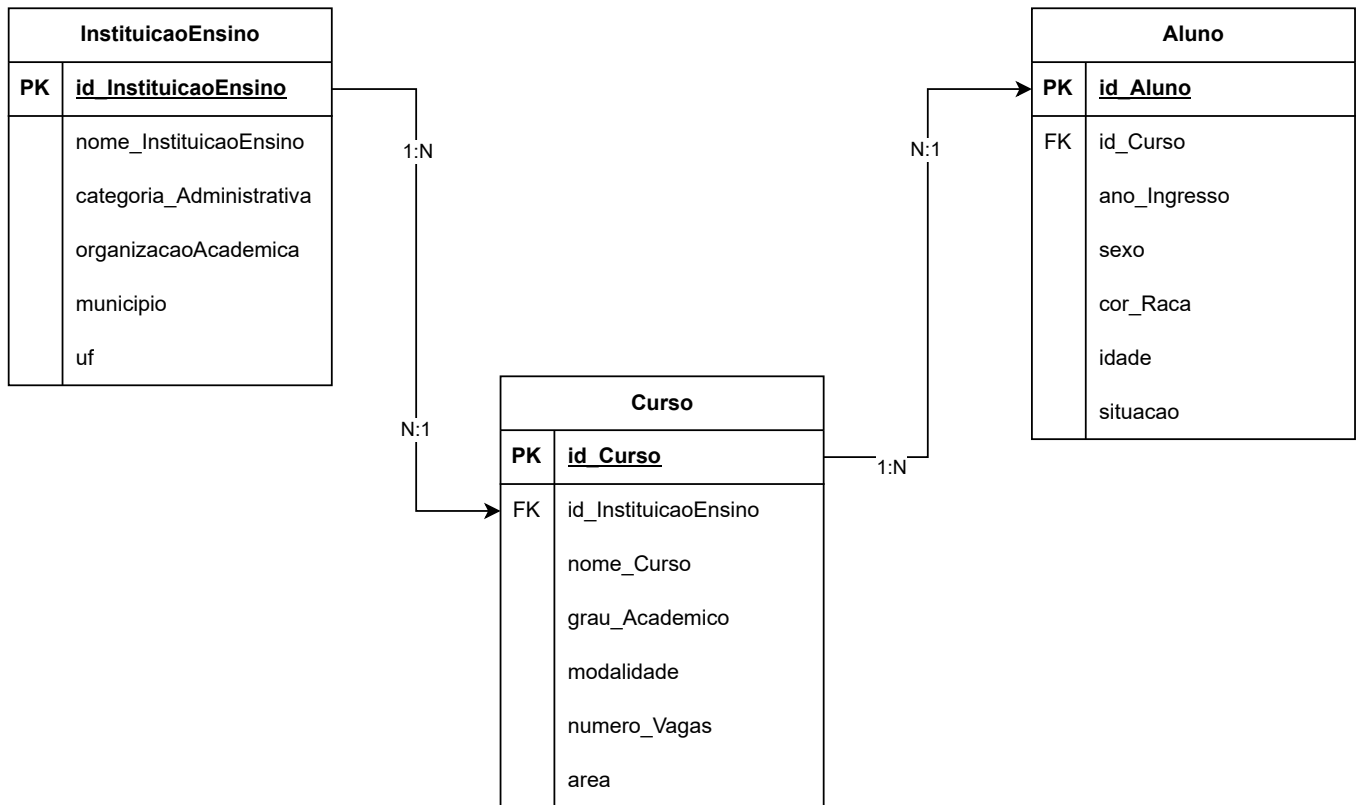 InstituicaoEnsino
PK id_InstituicaoEnsino
nome_InstituicaoEnsino
categoria_Administrativa
organizacaoAcademica
municipio
uf
1:N
N:1
Curso
PK id_Curso
FK id_InstituicaoEnsino
nome_Curso
grau_Academico
modalidade
numero_Vagas
area
1:N
N:1
Aluno
PK id_Aluno
FK id_Curso
ano_Ingresso
sexo
cor_Raca
idade
situacao